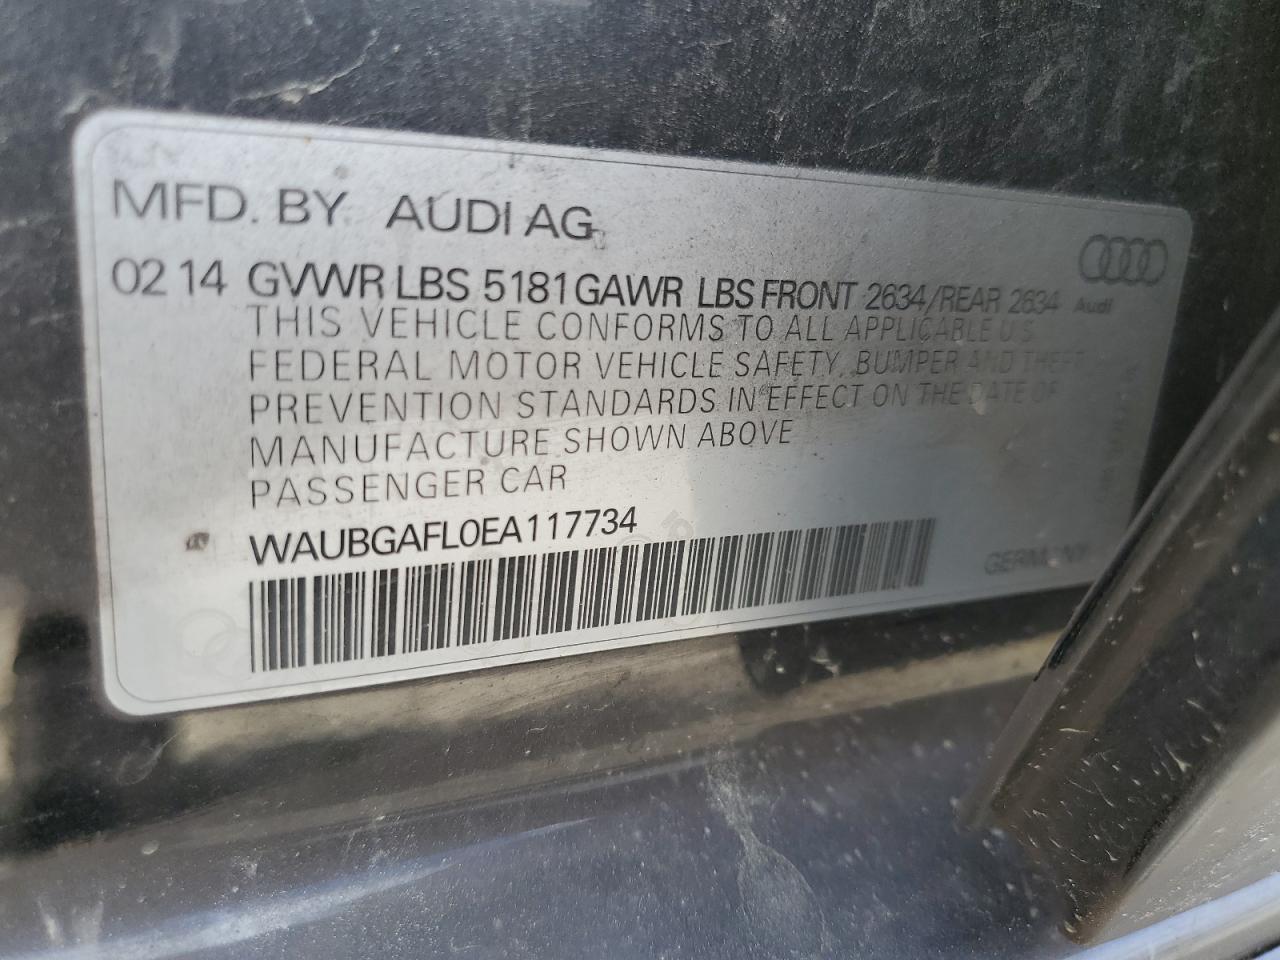 MFD. BY AUDI AG
02 14 GVWR LBS 5181 GAWR LBS FRONT 2634/REAR 2634
Audi
THIS VEHICLE CONFORMS TO ALL APPLICABLE U.S.
FEDERAL MOTOR VEHICLE SAFETY, BUMPER AND THEFT
PREVENTION STANDARDS IN EFFECT ON THE DATE OF
MANUFACTURE SHOWN ABOVE
PASSENGER CAR
WAUBGAFL0EA117734
GERMANY